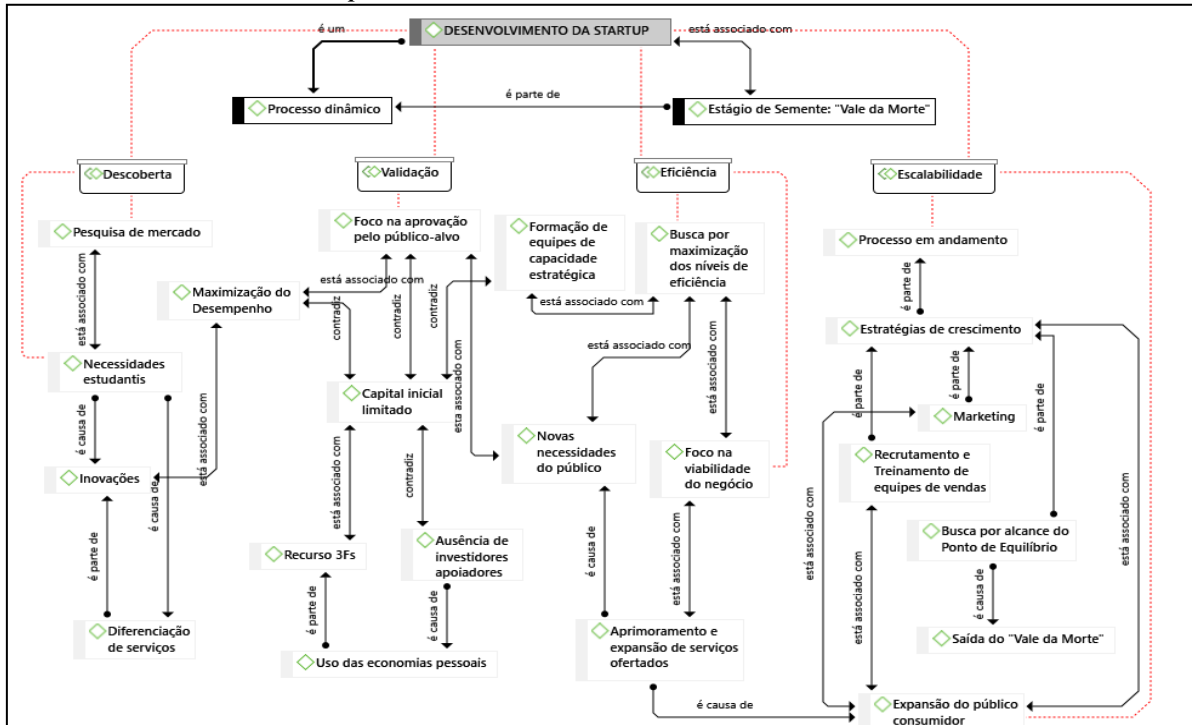 é um
DESENVOLVIMENTO DA STARTUP
está associado com
é parte de
Processo dinâmico
Estágio de Semente: "Vale da Morte"
Descoberta
Validação
Eficiência
Escalabilidade
Pesquisa de mercado
Foco na aprovação
pelo público-alvo
Formação de
equipes de
capacidade
estratégica
Busca por
maximização
dos níveis de
eficiência
Processo em andamento
está associado com
Maximização do
Desempenho
está associado com
contradiz
contradiz
contradiz
está associado com
está associado com
está associado com
está associado com
é parte de
Estratégias de crescimento
Necessidades
estudantis
Capital inicial
limitado
é parte de
é parte de
é parte de
Marketing
é causa de
está associado com
Novas
necessidades
do público
Foco na
viabilidade
do negócio
Recrutamento e
Treinamento de
equipes de vendas
Inovações
é causa de
está associado com
contradiz
Busca por alcance do
Ponto de Equilíbrio
Recurso 3Fs
Ausência de
investidores
apoiadores
é parte de
é causa de
está associado com
está associado com
está associado com
está associado com
é causa de
Diferenciação
de serviços
é parte de
é causa de
Aprimoramento e
expansão de serviços
ofertados
Saída do "Vale da Morte"
Uso das economias pessoais
é causa de
Expansão do público
consumidor